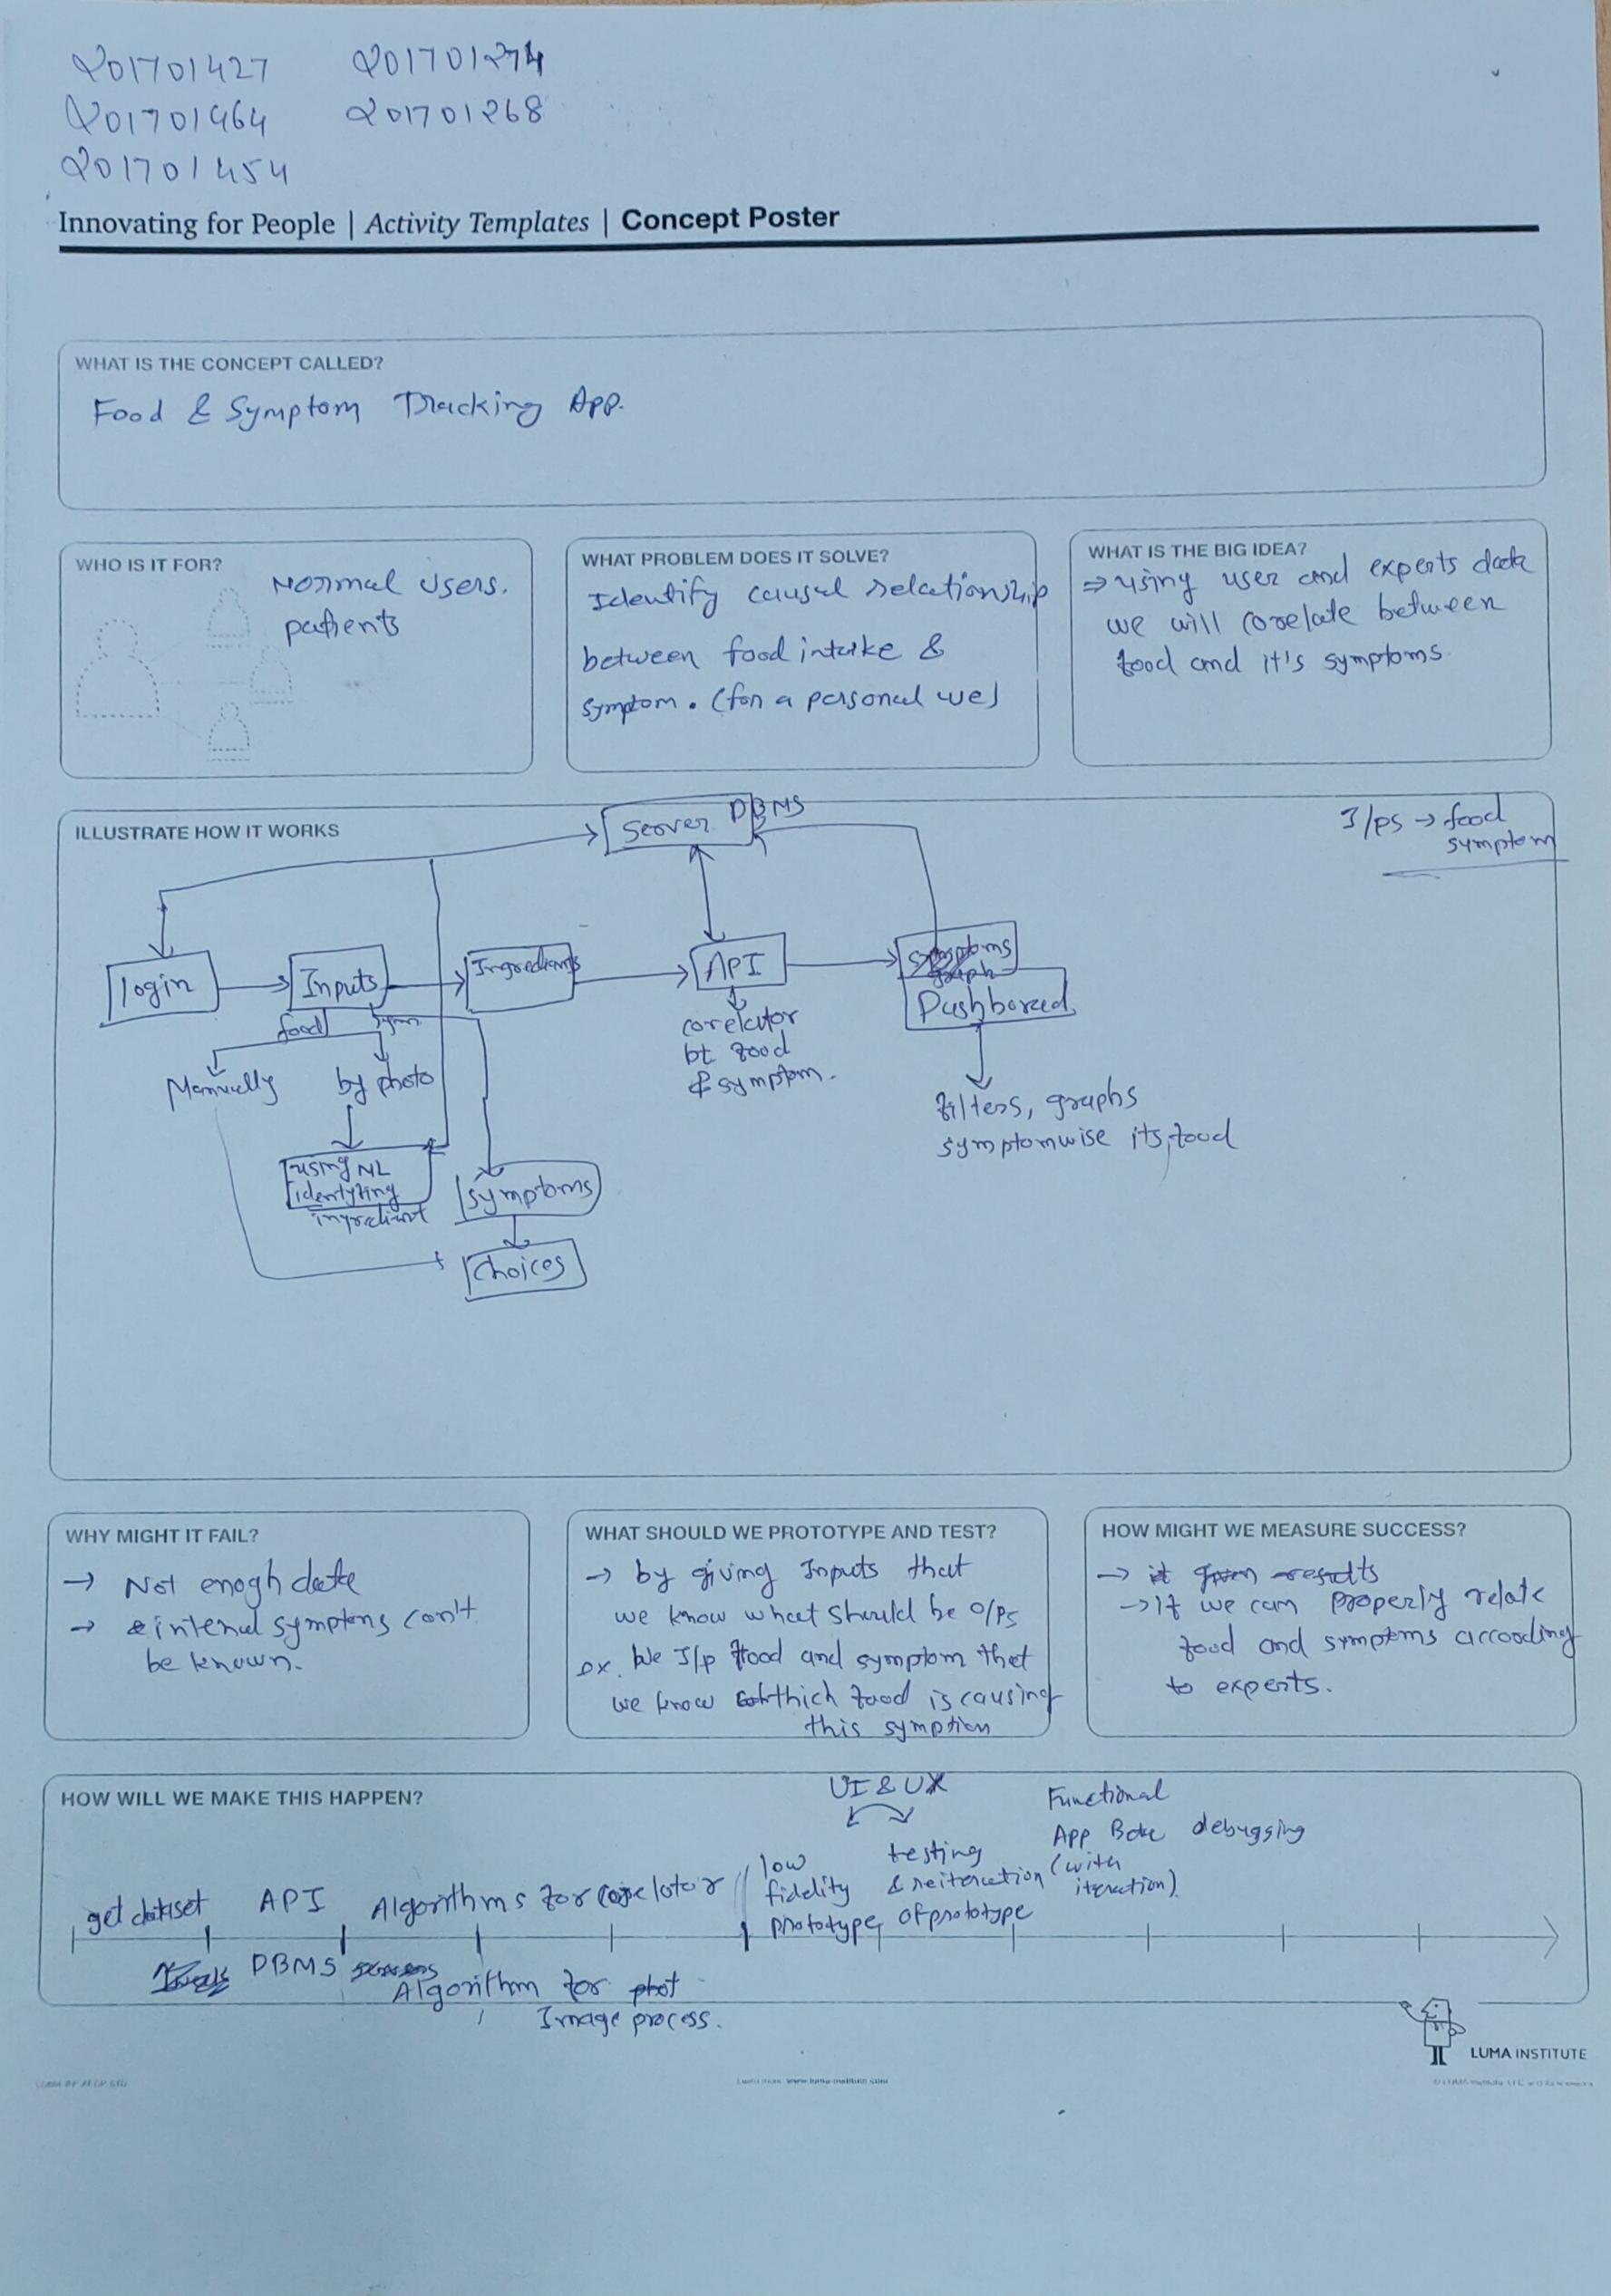 201701427 201701274
201701464 201701268
201701454
Innovating for People | Activity Templates | Concept Poster
WHAT IS THE CONCEPT CALLED?
Food & Symptom Tracking App.
WHO IS IT FOR?
Normal Users.
patients
WHAT PROBLEM DOES IT SOLVE?
Identify causal relationship
between food intake &
symptom. (for a personal use)
WHAT IS THE BIG IDEA?
⇒ using user and experts data
we will corelate between
food and it's symptoms
ILLUSTRATE HOW IT WORKS
Server DBMS
I/ps → food
symptom
login
Inputs
Ingredients
API
symptoms
graph
Dashborad
food
sym
Manually by photo
corelator
bt food
& symptom.
filters, graphs
symptomwise its food
using NL
identyfing
ingredient
symptoms
choices
WHY MIGHT IT FAIL?
→ Not enogh data
→ internal symptoms can't
be known.
WHAT SHOULD WE PROTOTYPE AND TEST?
→ by giving Inputs that
we know what should be O/Ps
ex. We I/p food and symptom that
we know which food is causing
this symption
HOW MIGHT WE MEASURE SUCCESS?
→ it results
→ if we can properly relate
food and symptoms according
to experts.
HOW WILL WE MAKE THIS HAPPEN?
UI & UX
get dataset
API
Algorithms for corelator
low
fidelity
prototype,
testing
& reiteration
of prototype
Functional
App
(with
iteration)
debugging
DBMS
Algorithm for phot
Image process.
LUMA INSTITUTE